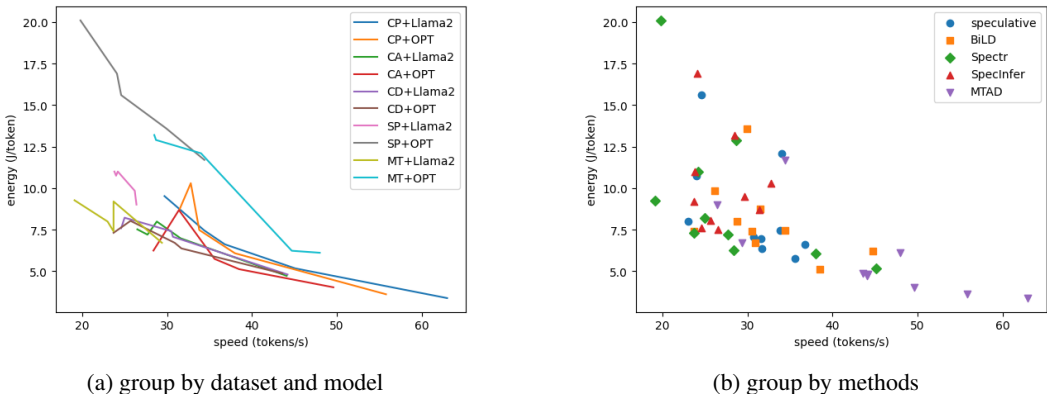 20.0
17.5
15.0
12.5
10.0
7.5
5.0
energy (J/token)
20 30 40 50 60
speed (tokens/s)
CP+Llama2
CP+OPT
CA+Llama2
CA+OPT
CD+Llama2
CD+OPT
SP+Llama2
SP+OPT
MT+Llama2
MT+OPT
(a) group by dataset and model
20.0
17.5
15.0
12.5
10.0
7.5
5.0
energy (J/token)
20 30 40 50 60
speed (tokens/s)
speculative
BiLD
Spectr
SpecInfer
MTAD
(b) group by methods